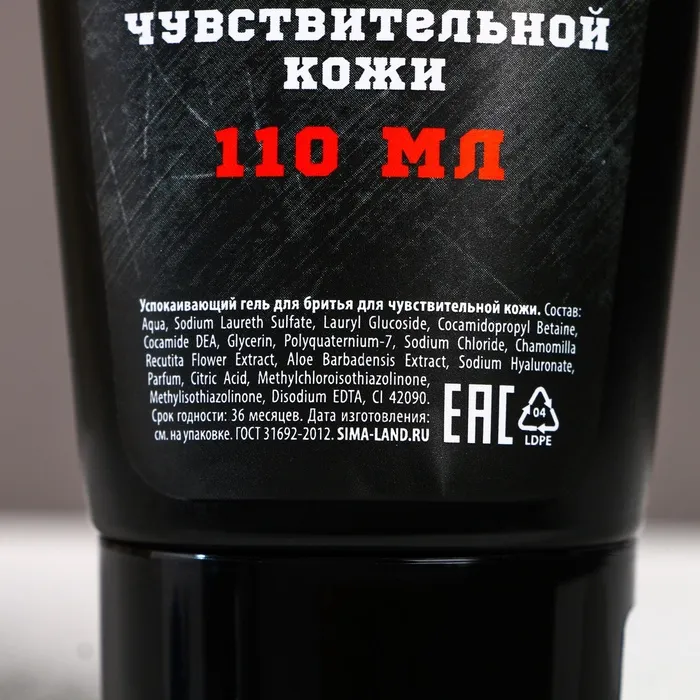 ЧУВСТВИТЕЛЬНОЙ
КОЖИ
110 МЛ
Успокаивающий гель для бритья для чувствительной кожи. Состав:
Aqua, Sodium Laureth Sulfate, Lauryl Glucoside, Cocamidopropyl Betaine,
Cocamide DEA, Glycerin, Polyquaternium-7, Sodium Chloride, Chamomilla
Recutita Flower Extract, Aloe Barbadensis Extract, Sodium Hyaluronate,
Parfum, Citric Acid, Methylchloroisothiazolinone,
Methylisothiazolinone, Disodium EDTA, CI 42090.
Срок годности: 36 месяцев. Дата изготовления:
см. на упаковке. ГОСТ 31692-2012. SIMA-LAND.RU
EAC
04
LDPE